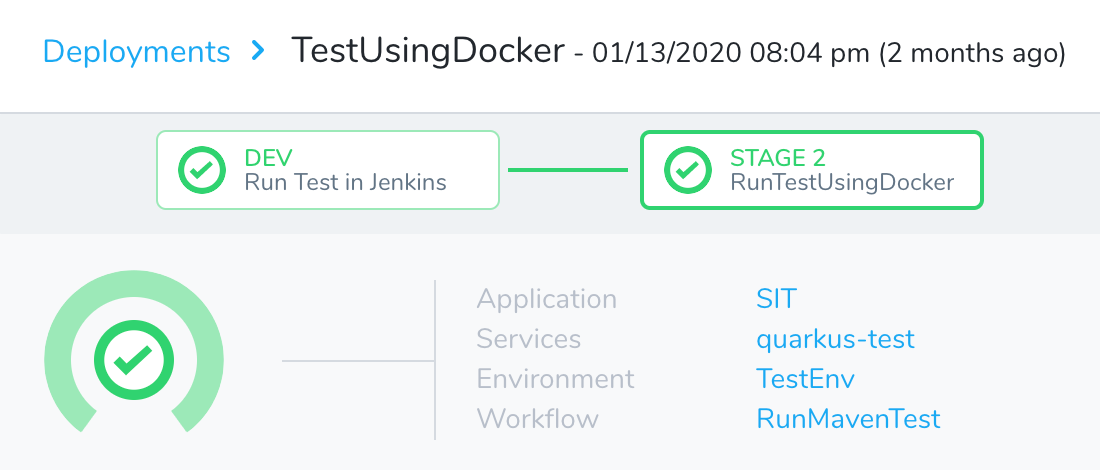 Deployments > TestUsingDocker - 01/13/2020 08:04 pm (2 months ago)
DEV
Run Test in Jenkins
STAGE 2
RunTestUsingDocker
Application SIT
Services quarkus-test
Environment TestEnv
Workflow RunMavenTest